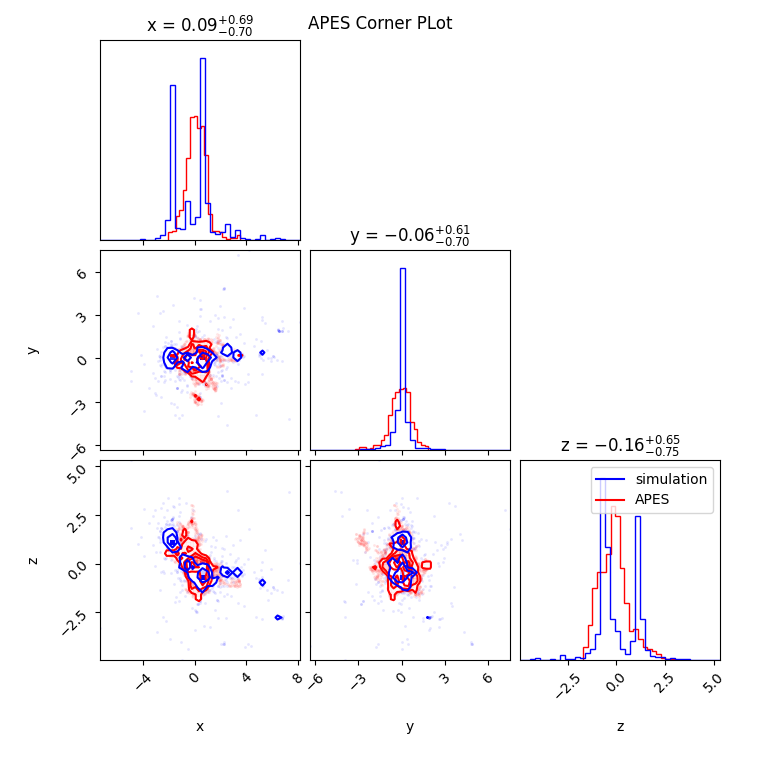 APES Corner PLot
x = 0.09+0.69 −0.70
y = −0.06+0.61 −0.70
z = −0.16+0.65 −0.75
y
6
3
0
−3
−6
z
5.0
2.5
0.0
−2.5
simulation
APES
−4 0 4 8
−6 −3 0 3 6
−2.5 0.0 2.5 5.0
x y z